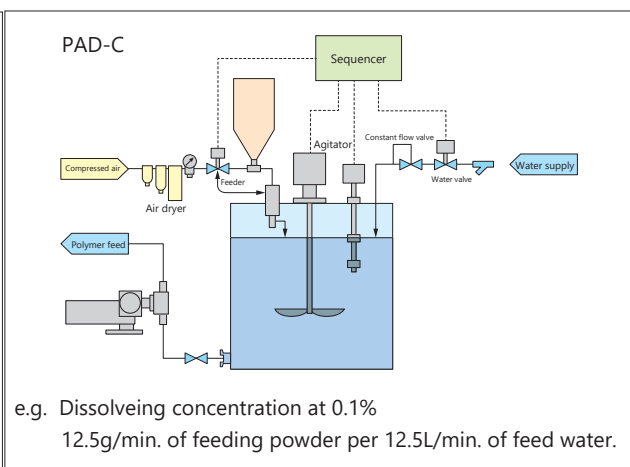 PAD-C
Sequencer
Agitator
Constant flow valve
Compressed air
Feeder
Water valve
Water supply
Air dryer
Polymer feed
e.g. Dissolveing concentration at 0.1%
12.5g/min. of feeding powder per 12.5L/min. of feed water.